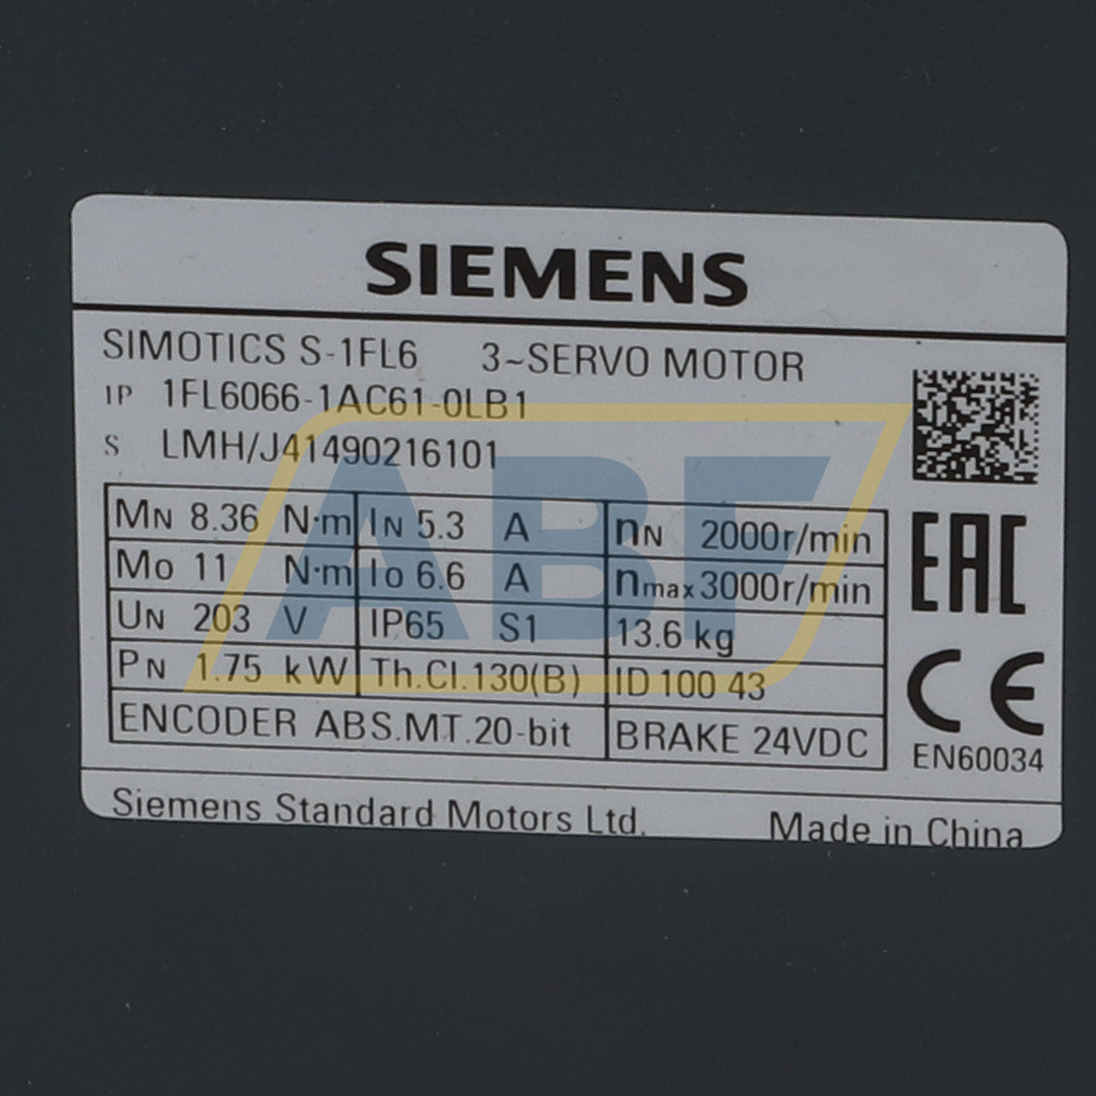 SIEMENS
SIMOTICS S-1FL6 3~SERVO MOTOR
1P 1FL6066-1AC61-0LB1
S LMH/J41490216101
MN 8.36 N·m IN 5.3 A nN 2000r/min
Mo 11 N·m Io 6.6 A nmax 3000r/min
UN 203 V IP65 S1 13.6 kg
PN 1.75 kW Th.Cl.130(B) ID 100 43
ENCODER ABS.MT.20-bit BRAKE 24VDC
EAC
CE
EN60034
Siemens Standard Motors Ltd. Made in China
ABF